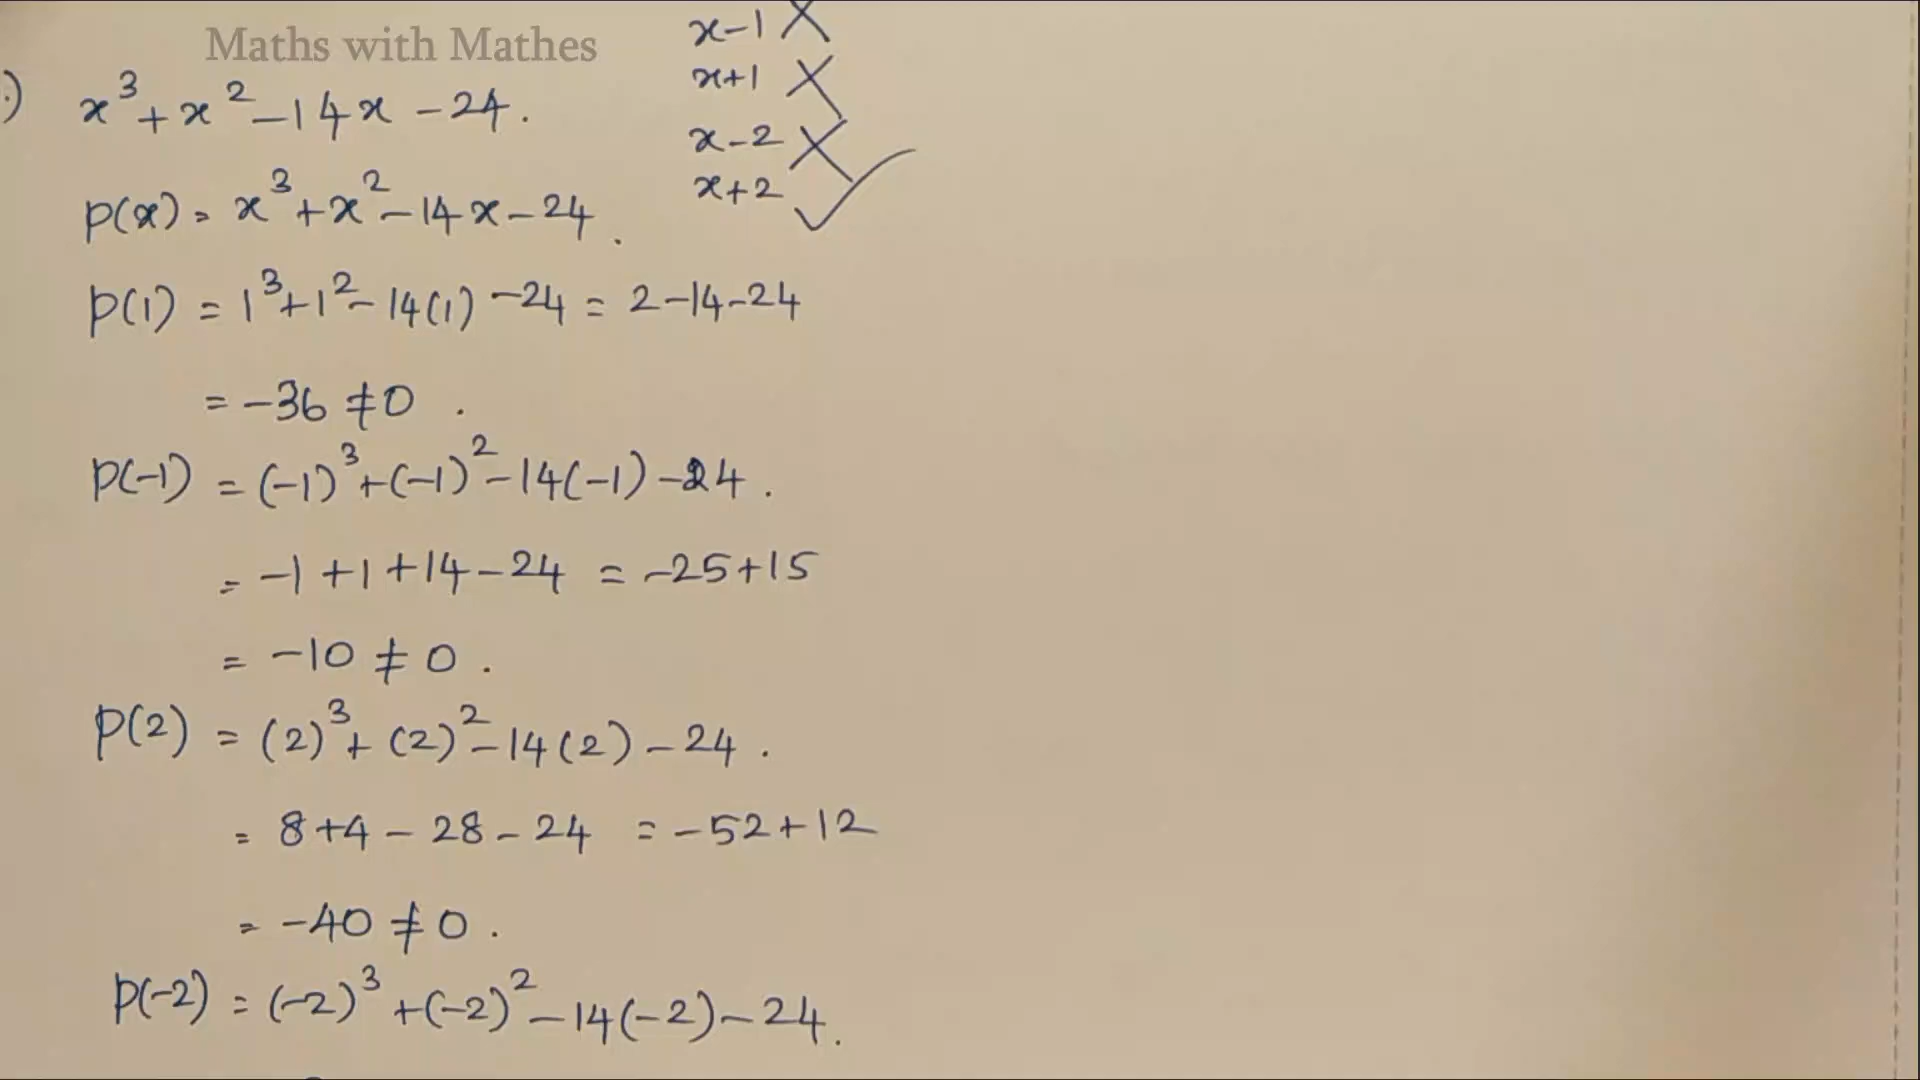 Maths with Mathes
x-1 X
x+1 X
x-2 X
x+2 ✓
x³+x²-14x-24.
p(x) = x³+x²-14x-24.
p(1) = 1³+1²-14(1)-24 = 2-14-24
= -36 ≠0.
p(-1) = (-1)³+(-1)²-14(-1)-24.
= -1+1+14-24 = -25+15
= -10 ≠ 0.
p(2) = (2)³+(2)²-14(2)-24.
= 8+4-28-24 = -52+12
= -40 ≠0.
p(-2) = (-2)³+(-2)²-14(-2)-24.